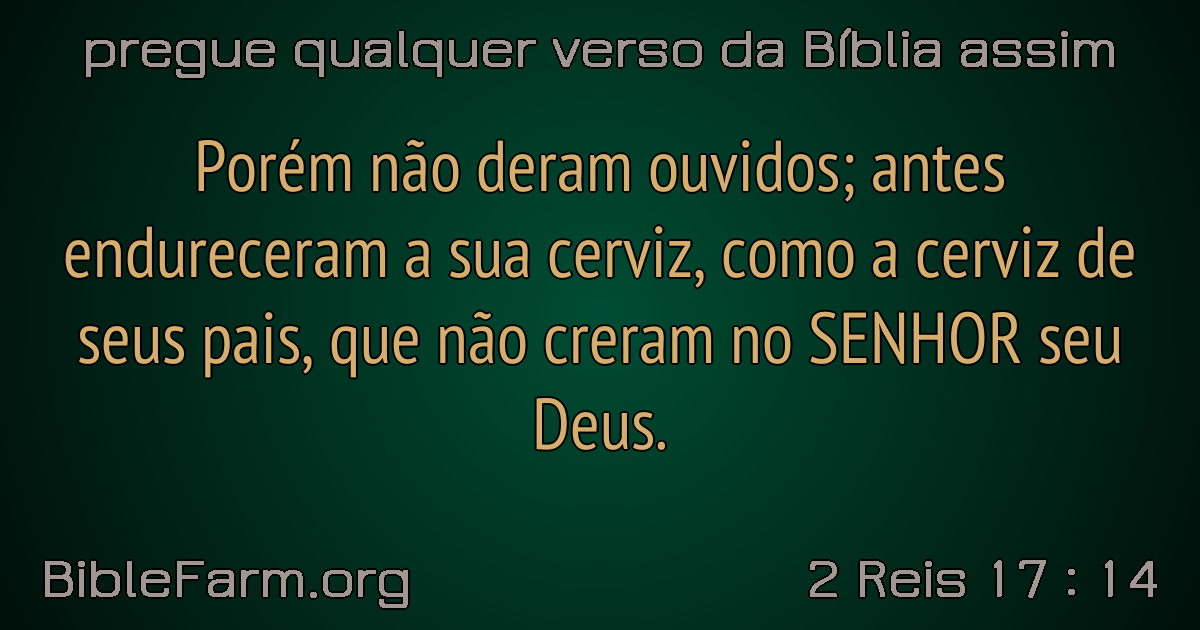 pregue qualquer verso da Bíblia assim
Porém não deram ouvidos; antes
endureceram a sua cerviz, como a cerviz de
seus pais, que não creram no SENHOR seu
Deus.
BibleFarm.org
2 Reis 17 : 14